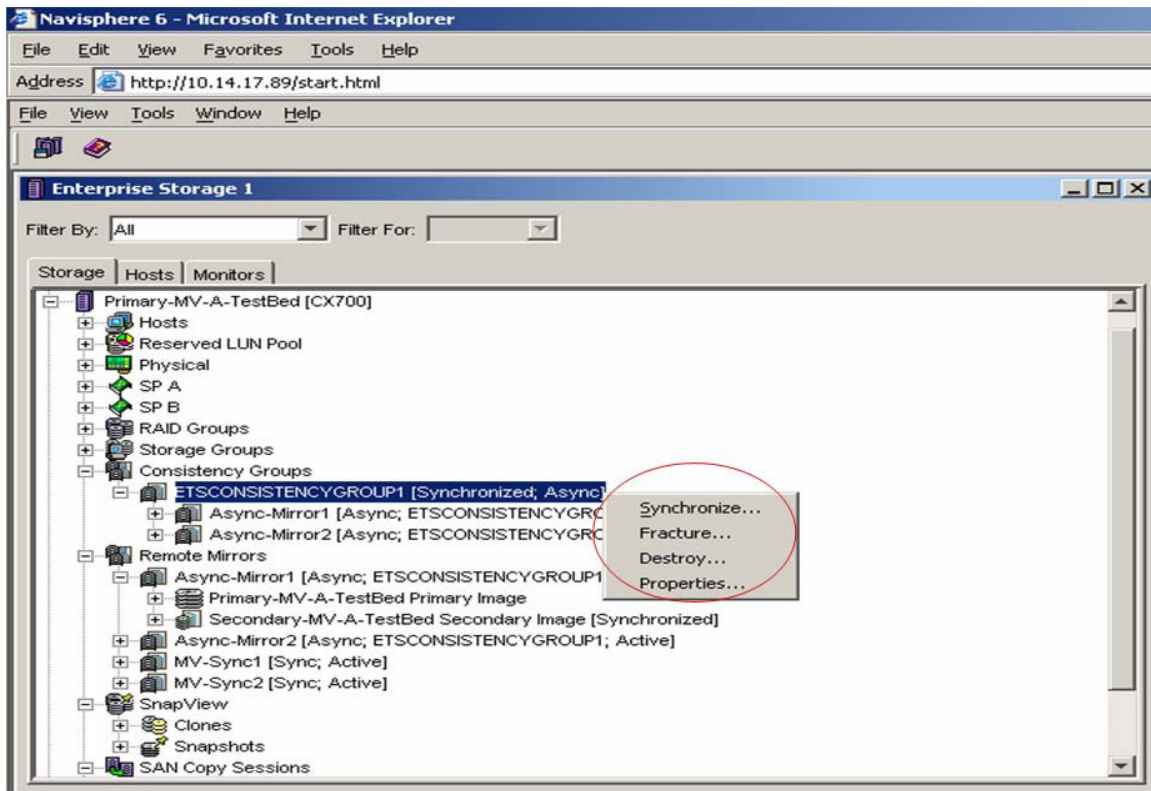 Navisphere 6 - Microsoft Internet Explorer
File Edit View Favorites Tools Help
Address http://10.14.17.89/start.html
File View Tools Window Help
Enterprise Storage 1
Filter By: All Filter For:
Storage Hosts Monitors
Primary-MV-A-TestBed [CX700]
Hosts
Reserved LUN Pool
Physical
SP A
SP B
RAID Groups
Storage Groups
Consistency Groups
ETSCONSISTENCYGROUP1 [Synchronized; Async]
Async-Mirror1 [Async; ETSCONSISTENCYGRO
Async-Mirror2 [Async; ETSCONSISTENCYGRO
Synchronize...
Fracture...
Destroy...
Properties...
Remote Mirrors
Async-Mirror1 [Async; ETSCONSISTENCYGROUP1
Primary-MV-A-TestBed Primary Image
Secondary-MV-A-TestBed Secondary Image [Synchronized]
Async-Mirror2 [Async; ETSCONSISTENCYGROUP1; Active]
MV-Sync1 [Sync; Active]
MV-Sync2 [Sync; Active]
SnapView
Clones
Snapshots
SAN Copy Sessions